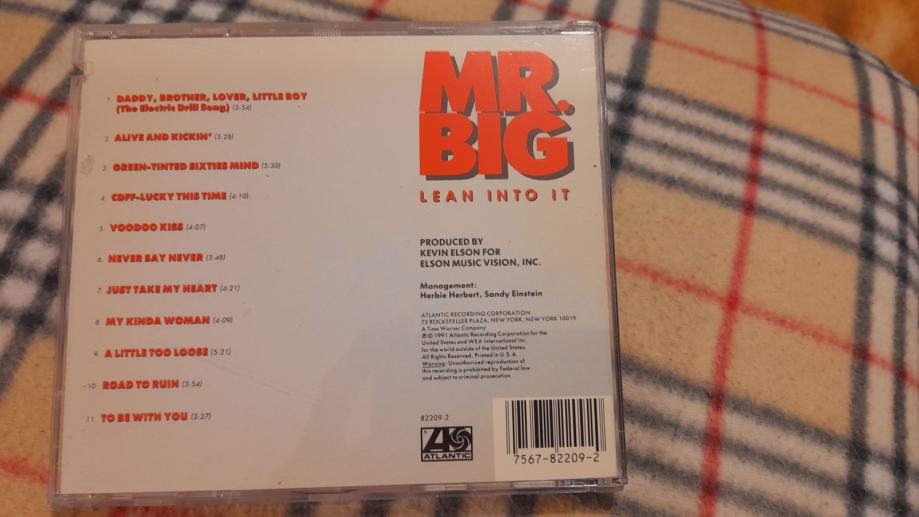 1. DADDY, BROTHER, LOVER, LITTLE BOY
(The Electric Drill Song) (3:54)
2. ALIVE AND KICKIN' (5:28)
3. GREEN-TINTED SIXTIES MIND (3:30)
4. CDFF-LUCKY THIS TIME (4:10)
5. VOODOO KISS (4:07)
6. NEVER SAY NEVER (3:48)
7. JUST TAKE MY HEART (4:21)
8. MY KINDA WOMAN (4:09)
9. A LITTLE TOO LOOSE (5:21)
10. ROAD TO RUIN (3:54)
11. TO BE WITH YOU (3:27)
MR.
BIG
LEAN INTO IT
PRODUCED BY
KEVIN ELSON FOR
ELSON MUSIC VISION, INC.
Management:
Herbie Herbert, Sandy Einstein
ATLANTIC RECORDING CORPORATION
75 ROCKEFELLER PLAZA, NEW YORK, NEW YORK 10019
A Time Warner Company
℗ © 1991 Atlantic Recording Corporation for the
United States and WEA International Inc.
for the world outside of the United States.
All Rights Reserved. Printed in U.S.A.
Warning: Unauthorized reproduction of
this recording is prohibited by Federal law
and subject to criminal prosecution.
82209-2
ATLANTIC
7567-82209-2